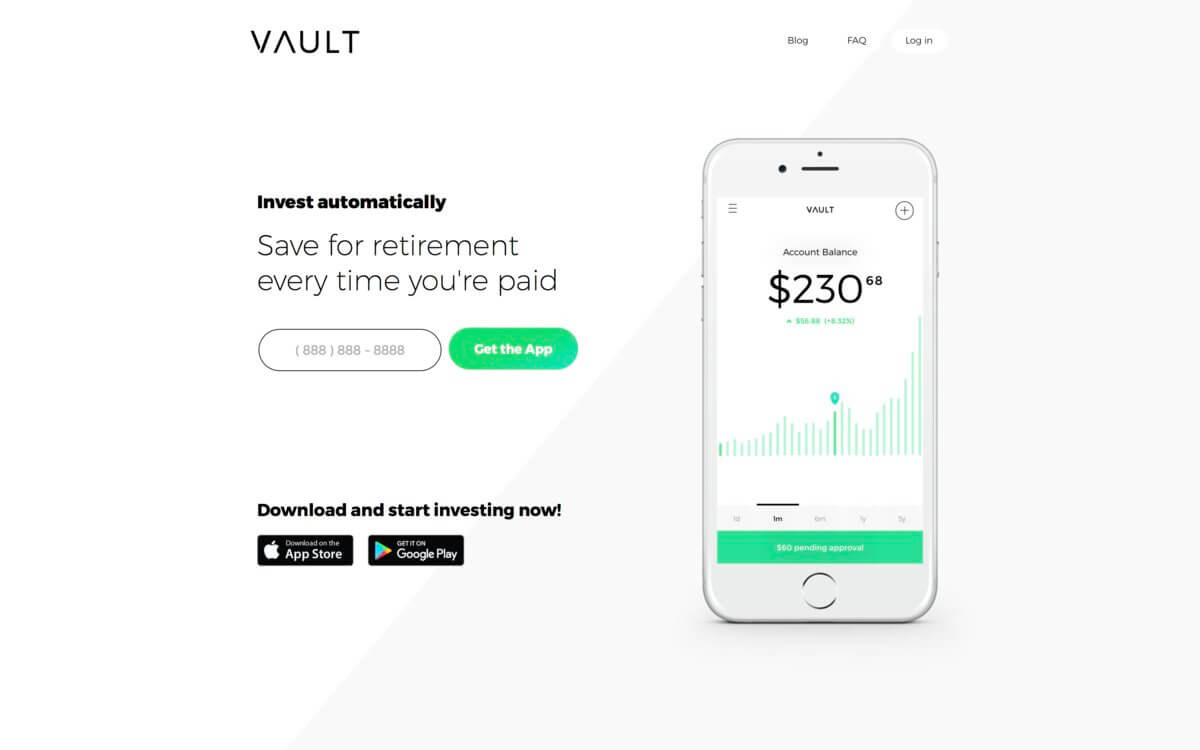 VAULT
Blog
FAQ
Log in
Invest automatically
Save for retirement
every time you're paid
( 888 ) 888 - 8888
Get the App
Download and start investing now!
Download on the
App Store
GET IT ON
Google Play
VAULT
Account Balance
$230 68
$56.88 (+8.32%)
1d
1m
6m
1y
5y
$60 pending approval